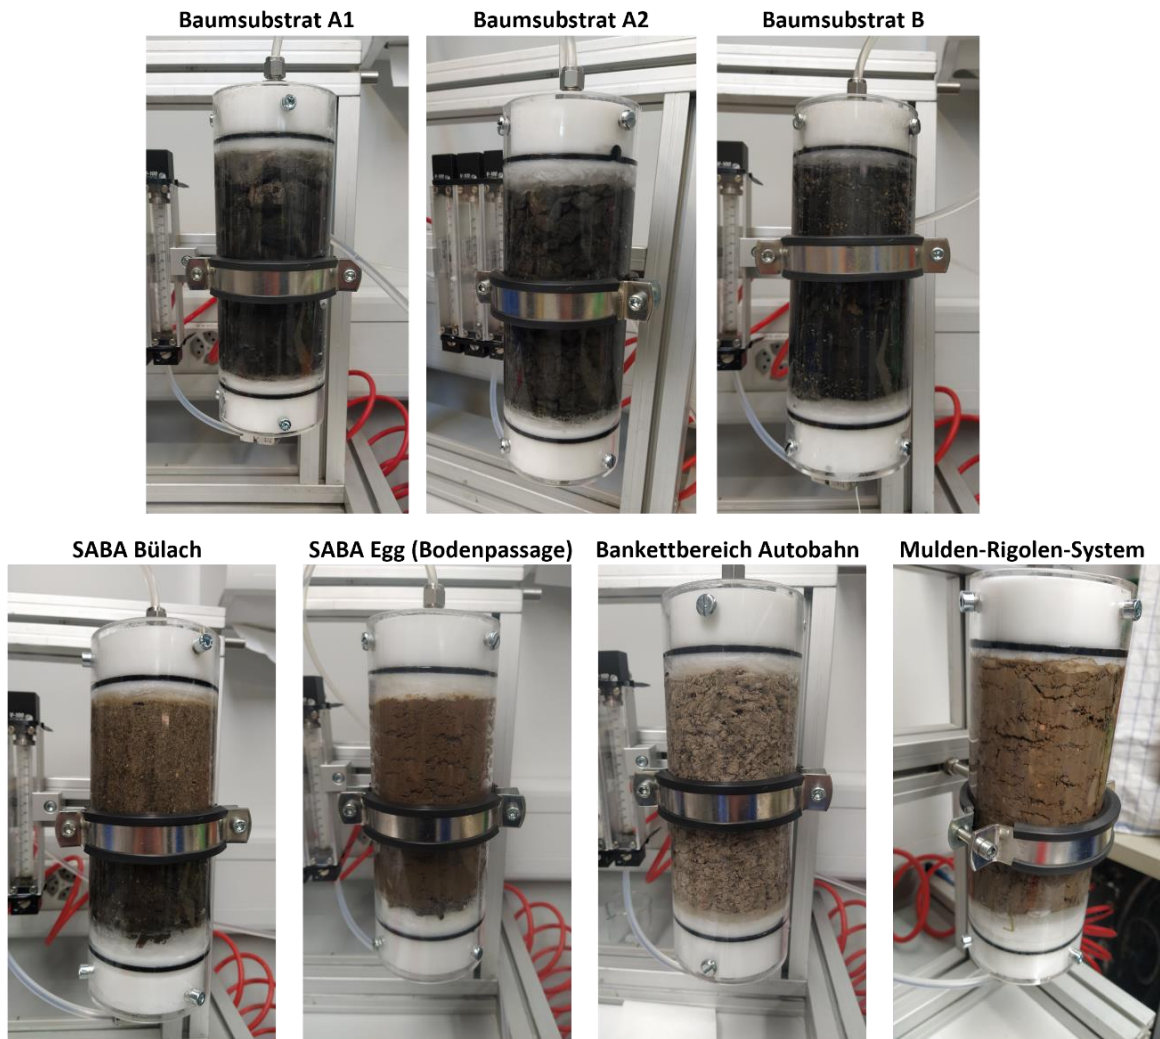 Baumsubstrat A1
Baumsubstrat A2
Baumsubstrat B
SABA Bülach
SABA Egg (Bodenpassage)
Bankettbereich Autobahn
Mulden-Rigolen-System